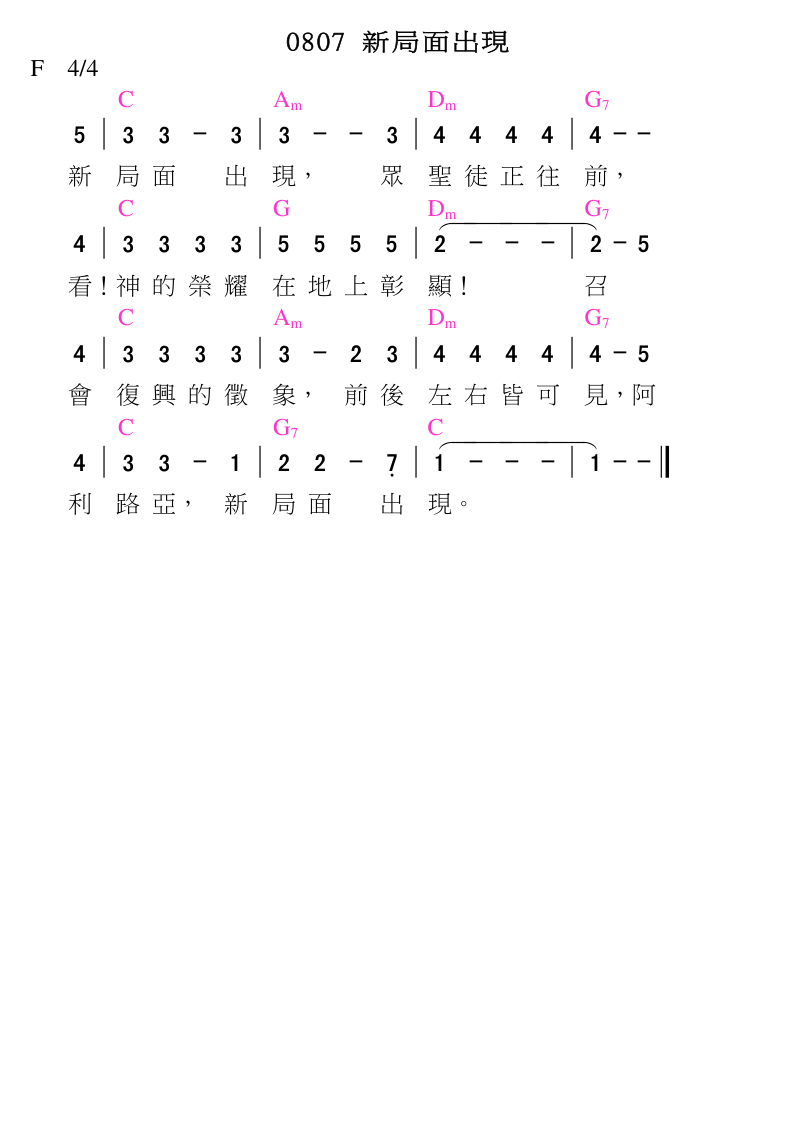 0807 新局面出現
F 4/4
C Am Dm G7
5 | 3 3 － 3 | 3 － － 3 | 4 4 4 4 | 4 － －
新 局 面 出 現， 眾 聖 徒 正 往 前，
C G Dm G7
4 | 3 3 3 3 | 5 5 5 5 | 2 － － － | 2 － 5
看！神 的 榮 耀 在 地 上 彰 顯！ 召
C Am Dm G7
4 | 3 3 3 3 | 3 － 2 3 | 4 4 4 4 | 4 － 5
會 復 興 的 徵 象， 前 後 左 右 皆 可 見，阿
C G7 C
4 | 3 3 － 1 | 2 2 － 7̣ | 1 － － － | 1 － － ‖
利 路 亞， 新 局 面 出 現。